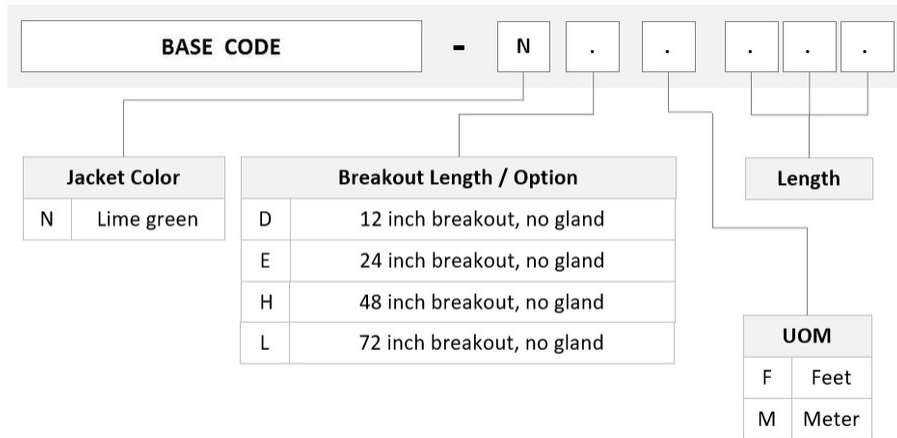 BASE CODE - N . . . . .
Jacket Color
N Lime green
Breakout Length / Option
D 12 inch breakout, no gland
E 24 inch breakout, no gland
H 48 inch breakout, no gland
L 72 inch breakout, no gland
Length
UOM
F Feet
M Meter